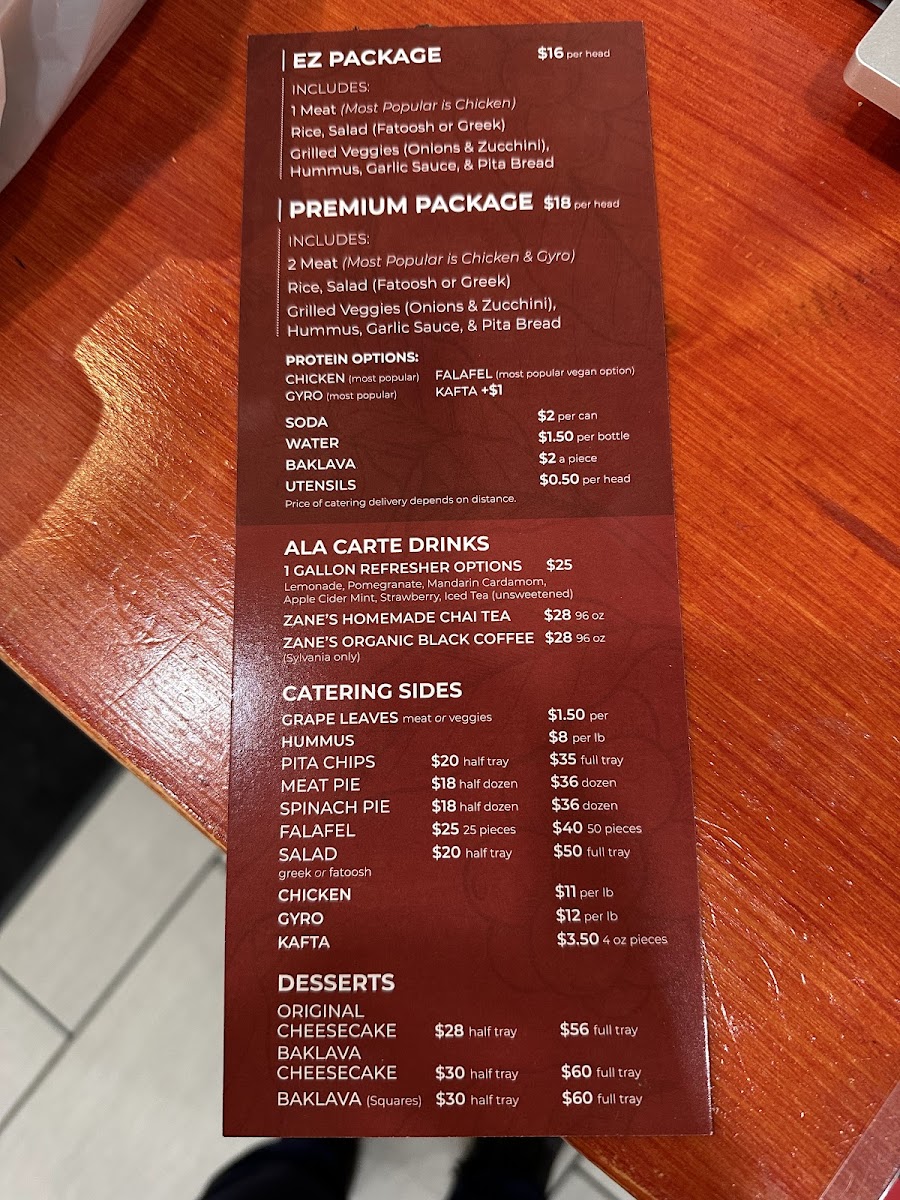 EZ PACKAGE $16 per head
INCLUDES:
1 Meat (Most Popular is Chicken)
Rice, Salad (Fatoosh or Greek)
Grilled Veggies (Onions & Zucchini),
Hummus, Garlic Sauce, & Pita Bread
PREMIUM PACKAGE $18 per head
INCLUDES:
2 Meat (Most Popular is Chicken & Gyro)
Rice, Salad (Fatoosh or Greek)
Grilled Veggies (Onions & Zucchini),
Hummus, Garlic Sauce, & Pita Bread
PROTEIN OPTIONS:
CHICKEN (most popular) FALAFEL (most popular vegan option)
GYRO (most popular) KAFTA +$1
SODA $2 per can
WATER $1.50 per bottle
BAKLAVA $2 a piece
UTENSILS $0.50 per head
Price of catering delivery depends on distance.
ALA CARTE DRINKS
1 GALLON REFRESHER OPTIONS $25
Lemonade, Pomegranate, Mandarin Cardamom,
Apple Cider Mint, Strawberry, Iced Tea (unsweetened)
ZANE'S HOMEMADE CHAI TEA $28 96 oz
ZANE'S ORGANIC BLACK COFFEE $28 96 oz
(Sylvania only)
CATERING SIDES
GRAPE LEAVES meat or veggies $1.50 per
HUMMUS $8 per lb
PITA CHIPS $20 half tray $35 full tray
MEAT PIE $18 half dozen $36 dozen
SPINACH PIE $18 half dozen $36 dozen
FALAFEL $25 25 pieces $40 50 pieces
SALAD $20 half tray $50 full tray
greek or fatoosh
CHICKEN $11 per lb
GYRO $12 per lb
KAFTA $3.50 4 oz pieces
DESSERTS
ORIGINAL
CHEESECAKE $28 half tray $56 full tray
BAKLAVA
CHEESECAKE $30 half tray $60 full tray
BAKLAVA (Squares) $30 half tray $60 full tray